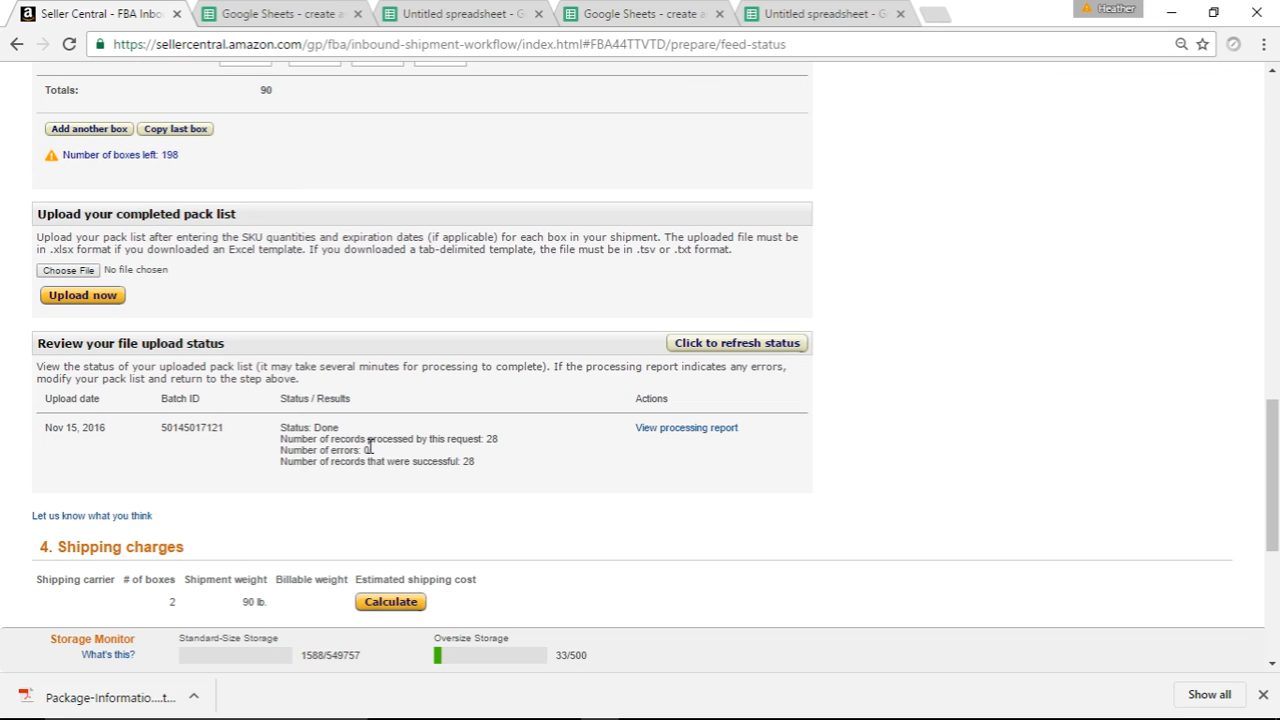 Seller Central - FBA Inbo
Google Sheets - create a
Untitled spreadsheet - G
Google Sheets - create a
Untitled spreadsheet - G
Heather
https://sellercentral.amazon.com/gp/fba/inbound-shipment-workflow/index.html#FBA44TTVTD/prepare/feed-status
Totals: 90
Add another box Copy last box
Number of boxes left: 198
Upload your completed pack list
Upload your pack list after entering the SKU quantities and expiration dates (if applicable) for each box in your shipment. The uploaded file must be
in .xlsx format if you downloaded an Excel template. If you downloaded a tab-delimited template, the file must be in .tsv or .txt format.
Choose File No file chosen
Upload now
Review your file upload status Click to refresh status
View the status of your uploaded pack list (it may take several minutes for processing to complete). If the processing report indicates any errors,
modify your pack list and return to the step above.
Upload date Batch ID Status / Results Actions
Nov 15, 2016 50145017121 Status: Done View processing report
Number of records processed by this request: 28
Number of errors: 0
Number of records that were successful: 28
Let us know what you think
4. Shipping charges
Shipping carrier # of boxes Shipment weight Billable weight Estimated shipping cost
2 90 lb. Calculate
Storage Monitor Standard-Size Storage Oversize Storage
What's this? 1588/549757 33/500
Package-Informatio....t... Show all